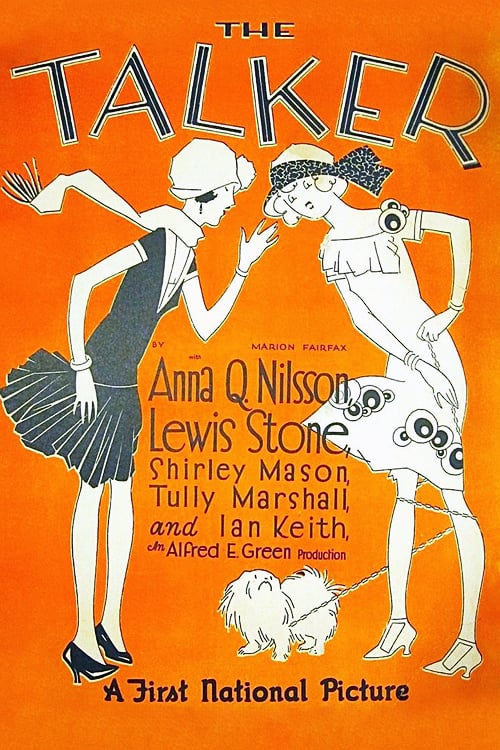 THE
TALKER
BY MARION FAIRFAX
with
Anna Q. Nilsson,
Lewis Stone,
Shirley Mason,
Tully Marshall,
and Ian Keith,
An Alfred E. Green Production
A First National Picture